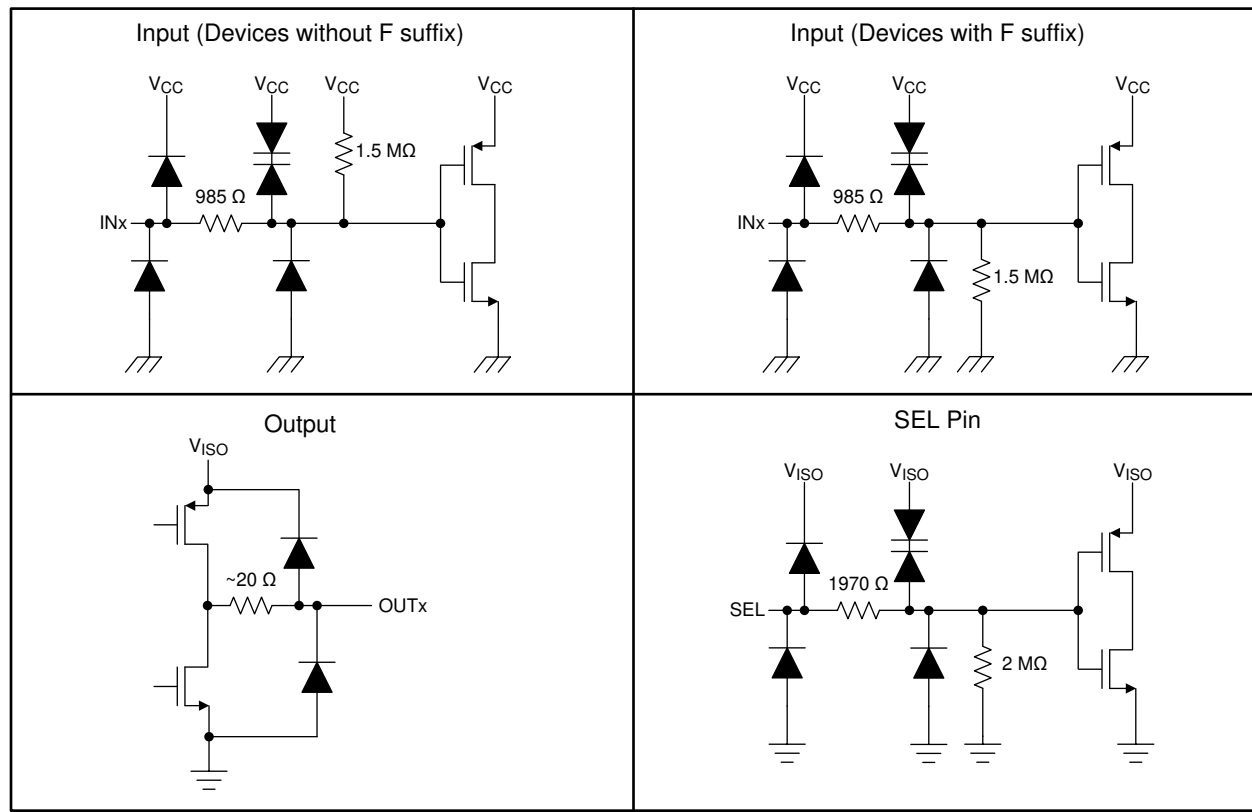 Input (Devices without F suffix)
VCC VCC VCC VCC
1.5 MΩ
985 Ω
INx
Input (Devices with F suffix)
VCC VCC VCC
985 Ω
INx
1.5 MΩ
Output
VISO
~20 Ω
OUTx
SEL Pin
VISO VISO VISO
1970 Ω
SEL
2 MΩ